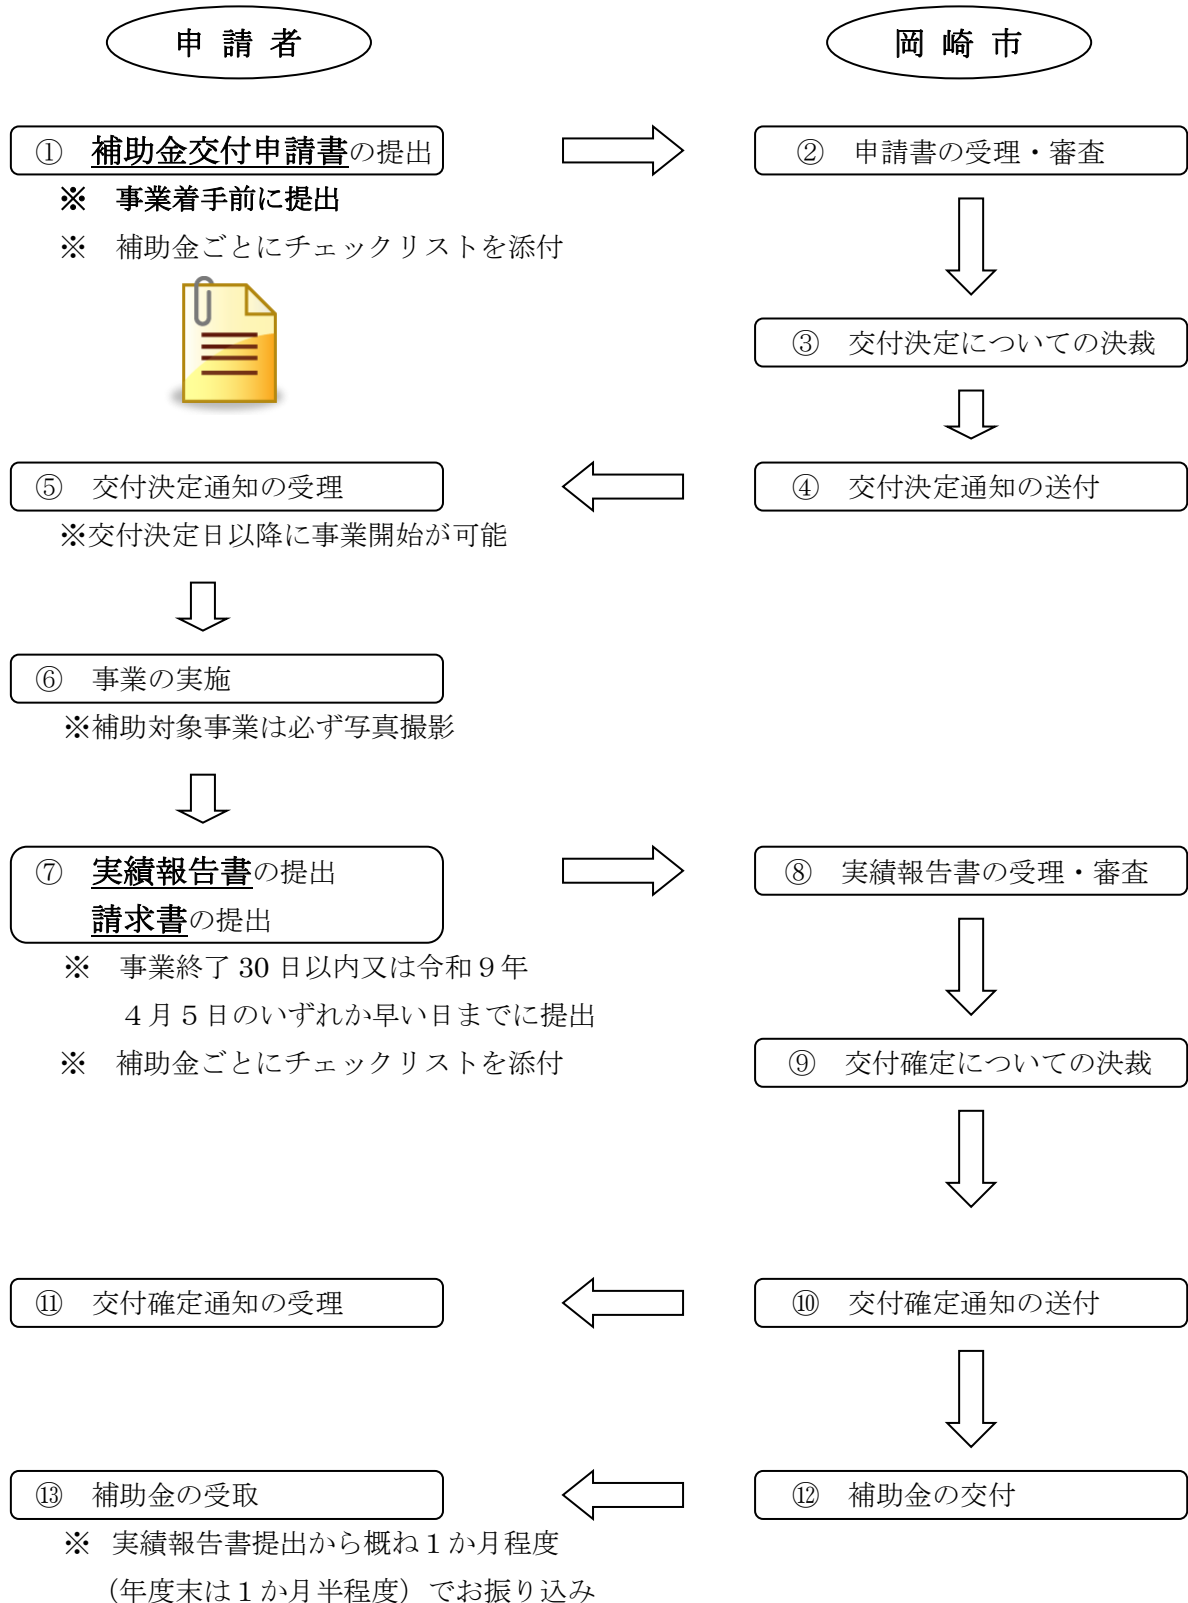 申 請 者
岡 崎 市
① 補助金交付申請書の提出
② 申請書の受理・審査
※ 事業着手前に提出
※ 補助金ごとにチェックリストを添付
③ 交付決定についての決裁
⑤ 交付決定通知の受理
④ 交付決定通知の送付
※交付決定日以降に事業開始が可能
⑥ 事業の実施
※補助対象事業は必ず写真撮影
⑦ 実績報告書の提出
請求書の提出
⑧ 実績報告書の受理・審査
※ 事業終了 30 日以内又は令和９年
４月５日のいずれか早い日までに提出
※ 補助金ごとにチェックリストを添付
⑨ 交付確定についての決裁
⑪ 交付確定通知の受理
⑩ 交付確定通知の送付
⑬ 補助金の受取
⑫ 補助金の交付
※ 実績報告書提出から概ね１か月程度
（年度末は１か月半程度）でお振り込み